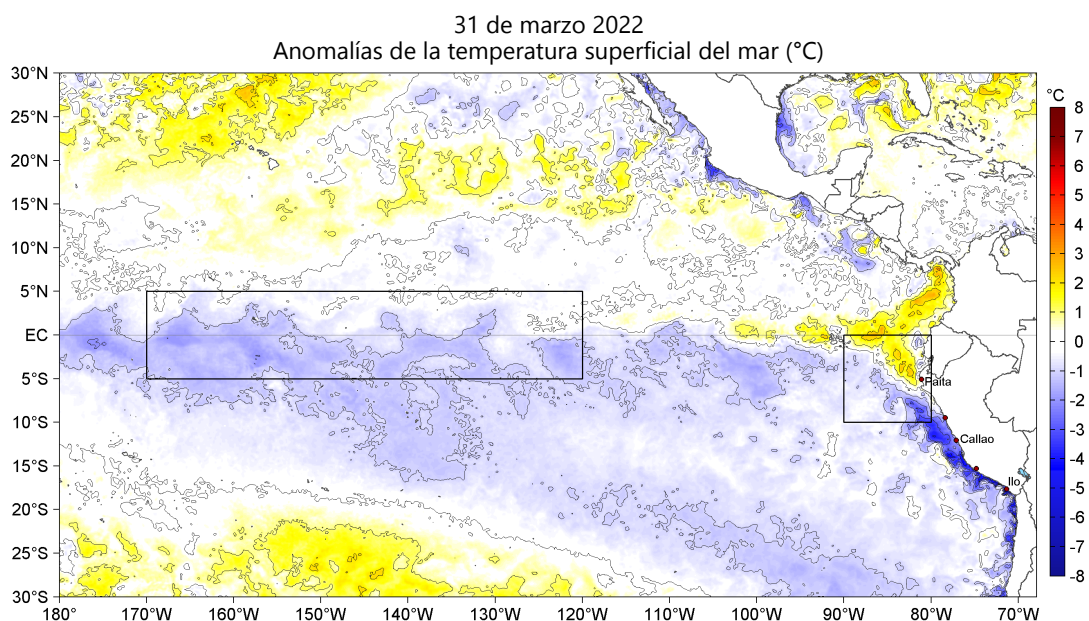 31 de marzo 2022
Anomalías de la temperatura superficial del mar (°C)
30°N
25°N
20°N
15°N
10°N
5°N
EC
5°S
10°S
15°S
20°S
25°S
30°S
180
170°W
160°W
150°W
140°W
130°W
120°W
110°W
100°W
90°W
80°W
70°W
Paita
Callao
Ilo
°C
8
7
6
5
4
3
2
1
0
-1
-2
-3
-4
-5
-6
-7
-8